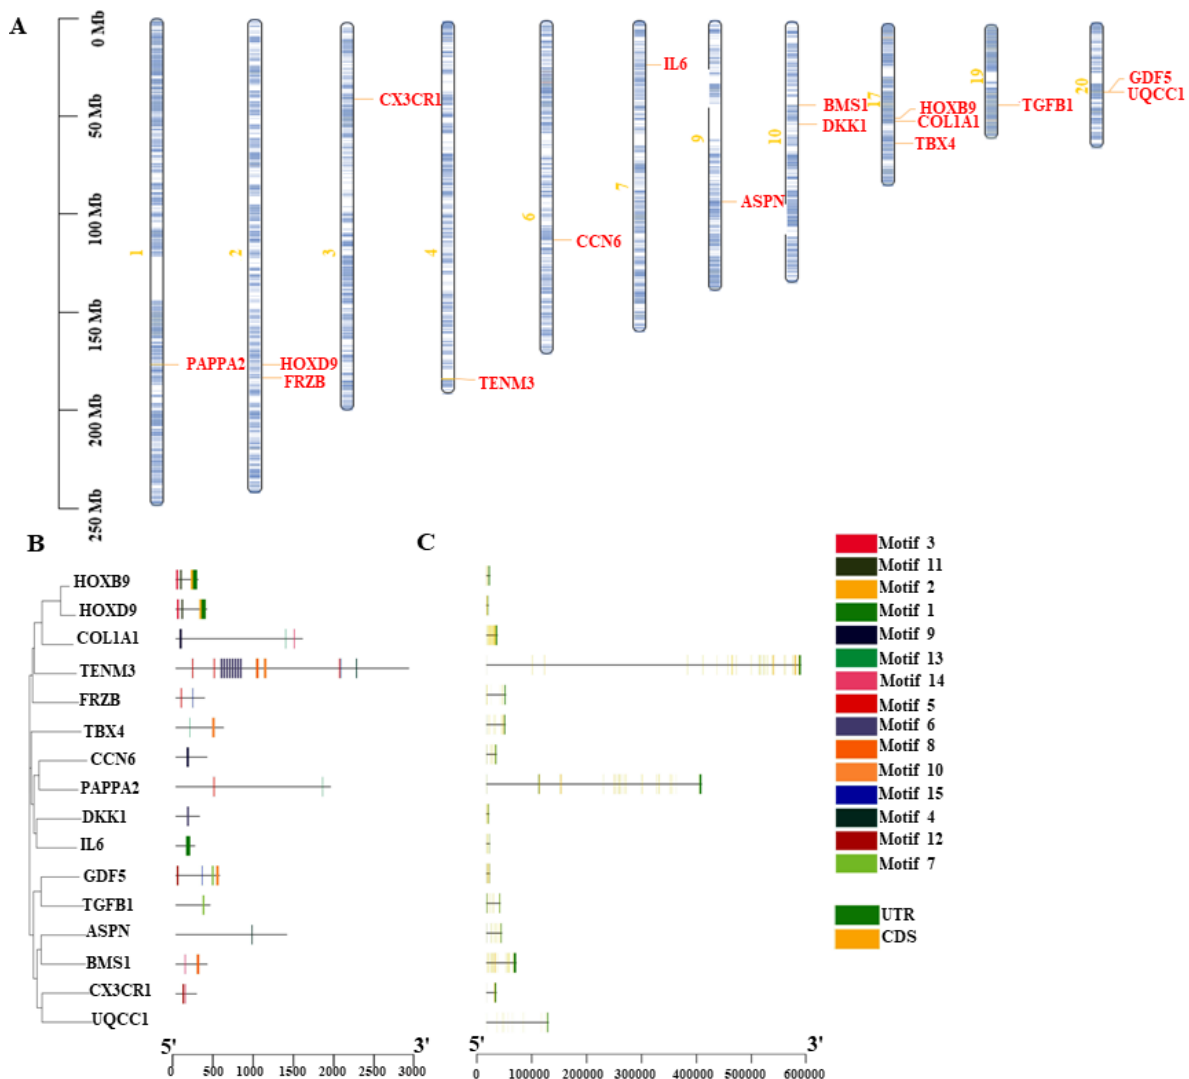 A
0 Mb
50 Mb
100 Mb
150 Mb
200 Mb
250 Mb
1
PAPPA2
2
HOXD9
FRZB
3
CX3CR1
4
TENM3
6
CCN6
7
IL6
9
ASPN
10
BMS1
DKK1
17
HOXB9
COL1A1
TBX4
19
TGFB1
20
GDF5
UQCC1
B
HOXB9
HOXD9
COL1A1
TENM3
FRZB
TBX4
CCN6
PAPPA2
DKK1
IL6
GDF5
TGFB1
ASPN
BMS1
CX3CR1
UQCC1
5' 3'
0 500 1000 1500 2000 2500 3000
C
5' 3'
0 100000 200000 300000 400000 500000 600000
Motif 3
Motif 11
Motif 2
Motif 1
Motif 9
Motif 13
Motif 14
Motif 5
Motif 6
Motif 8
Motif 10
Motif 15
Motif 4
Motif 12
Motif 7
UTR
CDS